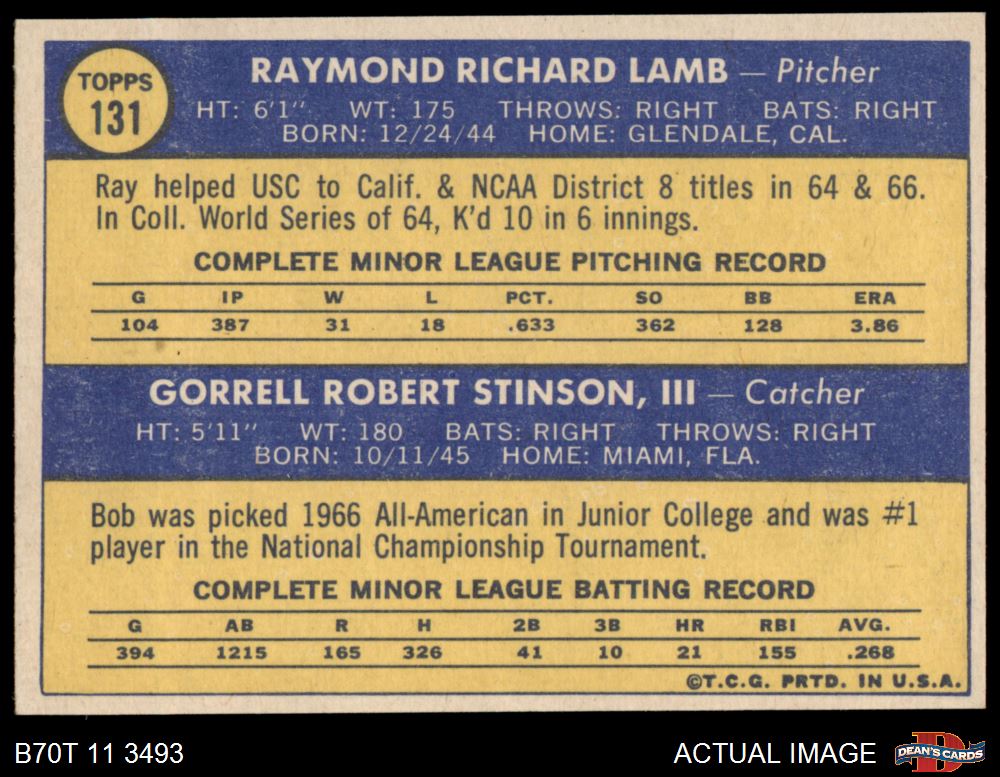 TOPPS
131
RAYMOND RICHARD LAMB — Pitcher
HT: 6'1" WT: 175 THROWS: RIGHT BATS: RIGHT
BORN: 12/24/44 HOME: GLENDALE, CAL.
Ray helped USC to Calif. & NCAA District 8 titles in 64 & 66.
In Coll. World Series of 64, K'd 10 in 6 innings.
COMPLETE MINOR LEAGUE PITCHING RECORD
G IP W L PCT. SO BB ERA
104 387 31 18 .633 362 128 3.86
GORRELL ROBERT STINSON, III — Catcher
HT: 5'11" WT: 180 BATS: RIGHT THROWS: RIGHT
BORN: 10/11/45 HOME: MIAMI, FLA.
Bob was picked 1966 All-American in Junior College and was #1
player in the National Championship Tournament.
COMPLETE MINOR LEAGUE BATTING RECORD
G AB R H 2B 3B HR RBI AVG.
394 1215 165 326 41 10 21 155 .268
©T.C.G. PRTD. IN U.S.A.
B70T 11 3493
ACTUAL IMAGE
D
DEAN'S CARDS